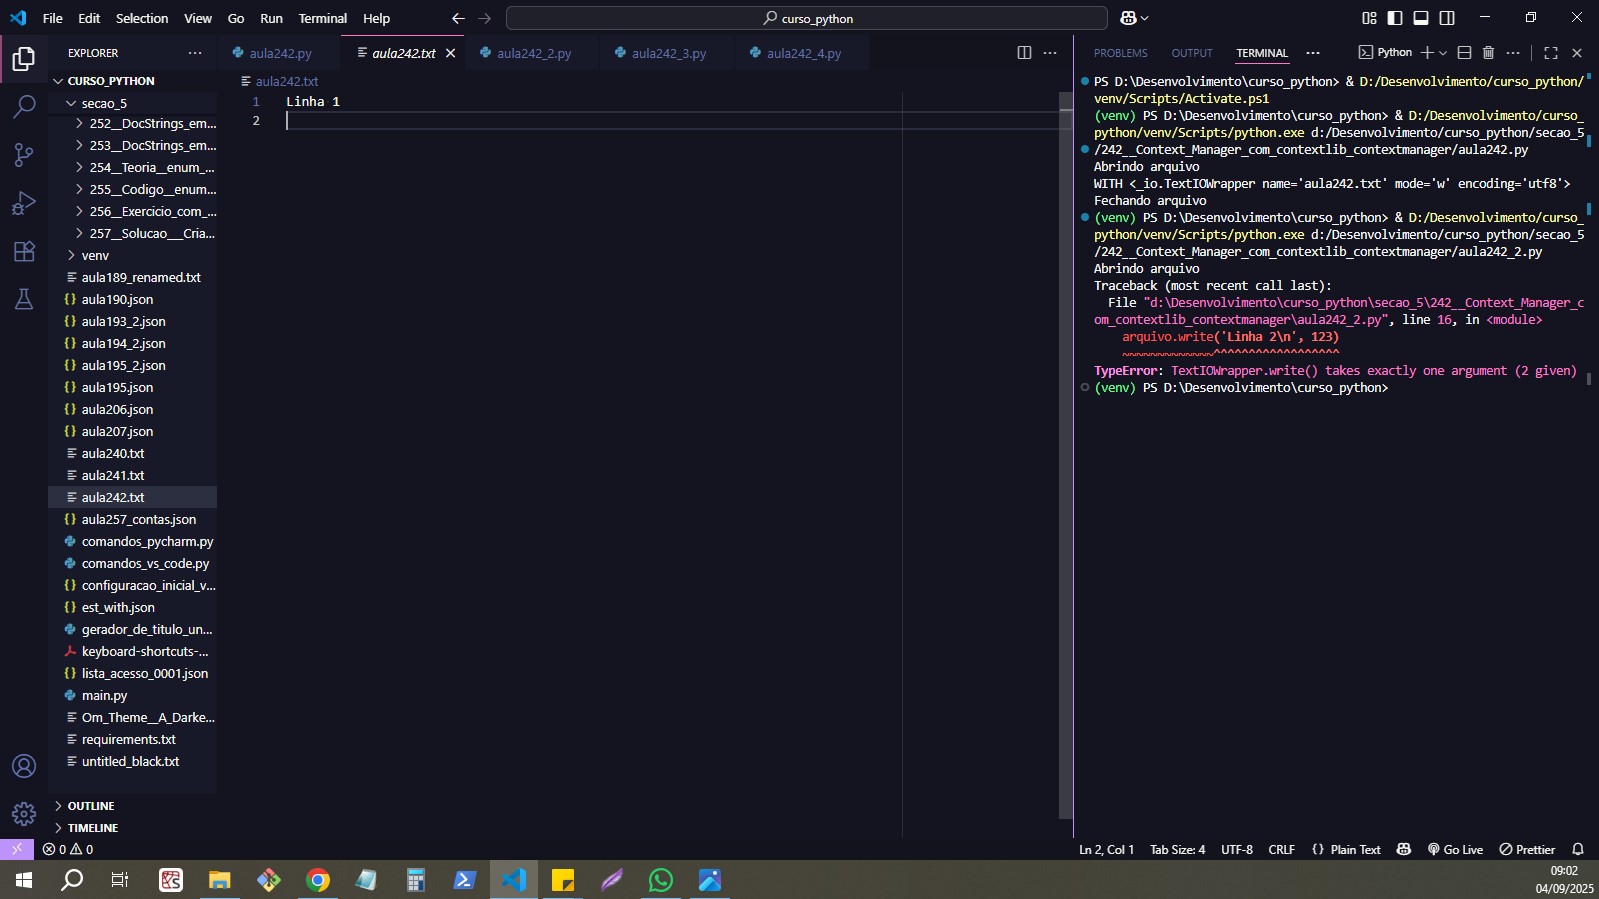 File Edit Selection View Go Run Terminal Help
curso_python
EXPLORER
CURSO_PYTHON
secao_5
252__DocStrings_em...
253__DocStrings_em...
254__Teoria__enum_...
255__Codigo__enum...
256__Exercicio_com_...
257__Solucao___Cria...
venv
aula189_renamed.txt
aula190.json
aula193_2.json
aula194_2.json
aula195_2.json
aula195.json
aula206.json
aula207.json
aula240.txt
aula241.txt
aula242.txt
aula257_contas.json
comandos_pycharm.py
comandos_vs_code.py
configuracao_inicial_v...
est_with.json
gerador_de_titulo_un...
keyboard-shortcuts-...
lista_acesso_0001.json
main.py
Om_Theme__A_Darke...
requirements.txt
untitled_black.txt
OUTLINE
TIMELINE
aula242.py aula242.txt aula242_2.py aula242_3.py aula242_4.py
aula242.txt
1 Linha 1
2
PROBLEMS OUTPUT TERMINAL Python
PS D:\Desenvolvimento\curso_python> & D:/Desenvolvimento/curso_python/
venv/Scripts/Activate.ps1
(venv) PS D:\Desenvolvimento\curso_python> & D:/Desenvolvimento/curso_
python/venv/Scripts/python.exe d:/Desenvolvimento/curso_python/secao_5
/242__Context_Manager_com_contextlib_contextmanager/aula242.py
Abrindo arquivo
WITH <_io.TextIOWrapper name='aula242.txt' mode='w' encoding='utf8'>
Fechando arquivo
(venv) PS D:\Desenvolvimento\curso_python> & D:/Desenvolvimento/curso_
python/venv/Scripts/python.exe d:/Desenvolvimento/curso_python/secao_5
/242__Context_Manager_com_contextlib_contextmanager/aula242_2.py
Abrindo arquivo
Traceback (most recent call last):
File "d:\Desenvolvimento\curso_python\secao_5\242__Context_Manager_c
om_contextlib_contextmanager\aula242_2.py", line 16, in <module>
arquivo.write('Linha 2\n', 123)
~~~~~~~~~~~~~^^^^^^^^^^^^^^^^^^
TypeError: TextIOWrapper.write() takes exactly one argument (2 given)
(venv) PS D:\Desenvolvimento\curso_python>
0 0
Ln 2, Col 1 Tab Size: 4 UTF-8 CRLF {} Plain Text Go Live Prettier
09:02
04/09/2025